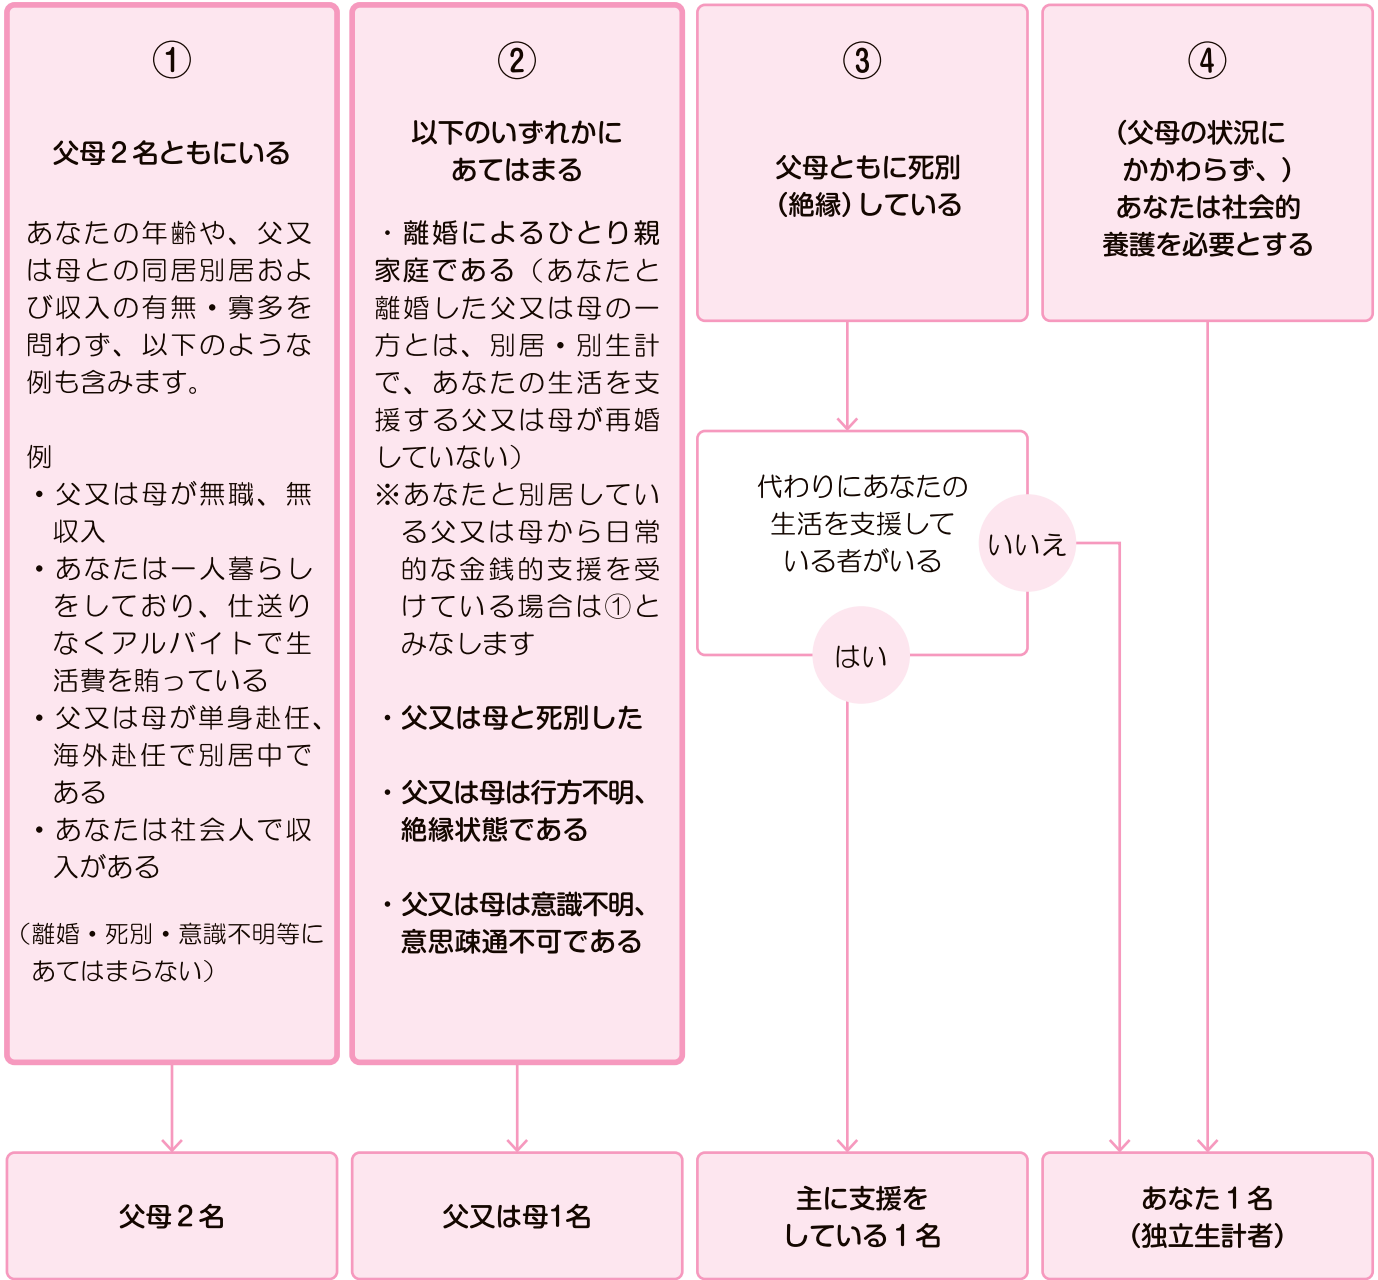 ①
父母２名ともにいる
あなたの年齢や、父又
は母との同居別居およ
び収入の有無・寡多を
問わず、以下のような
例も含みます。
例
・父又は母が無職、無
収入
・あなたは一人暮らし
をしており、仕送り
なくアルバイトで生
活費を賄っている
・父又は母が単身赴任、
海外赴任で別居中で
ある
・あなたは社会人で収
入がある
（離婚・死別・意識不明等に
あてはまらない）
②
以下のいずれかに
あてはまる
・離婚によるひとり親
家庭である（あなたと
離婚した父又は母の一
方とは、別居・別生計
で、あなたの生活を支
援する父又は母が再婚
していない）
※あなたと別居してい
る父又は母から日常
的な金銭的支援を受
けている場合は①と
みなします
・父又は母と死別した
・父又は母は行方不明、
絶縁状態である
・父又は母は意識不明、
意思疎通不可である
③
父母ともに死別
（絶縁）している
④
（父母の状況に
かかわらず、）
あなたは社会的
養護を必要とする
代わりにあなたの
生活を支援して
いる者がいる
いいえ
はい
父母２名
父又は母1名
主に支援を
している１名
あなた１名
（独立生計者）